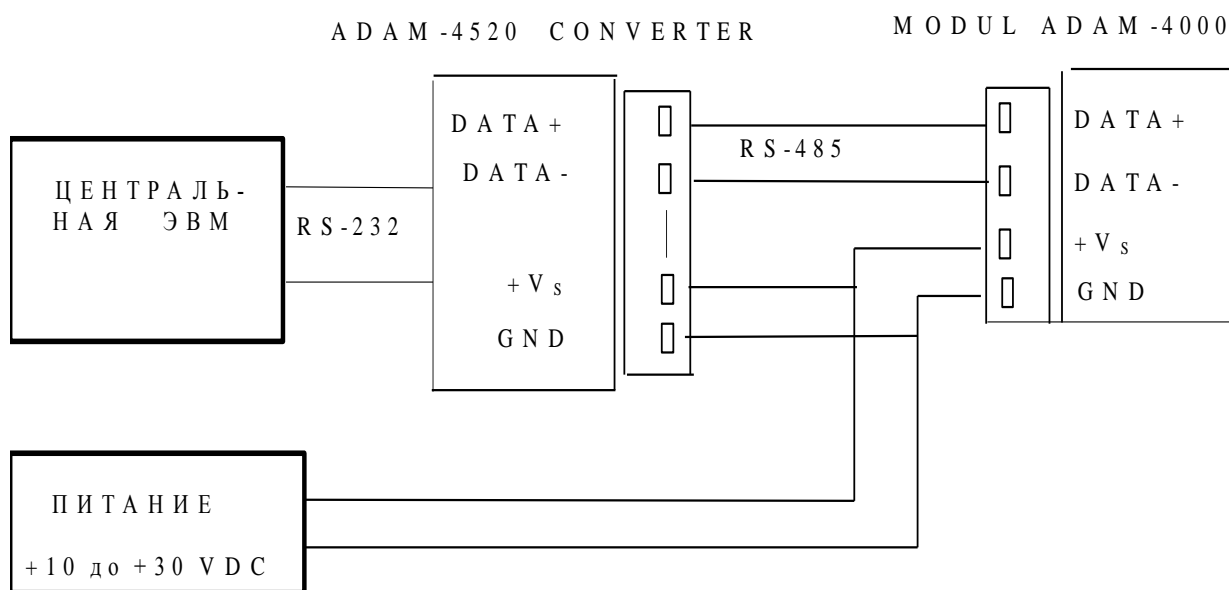 ADAM-4520 CONVERTER
MODUL ADAM-4000
DATA+
DATA-
+Vs
GND
ЦЕНТРАЛЬ-
НАЯ ЭВМ
RS-232
RS-485
DATA+
DATA-
+Vs
GND
ПИТАНИЕ
+10 до +30 VDC